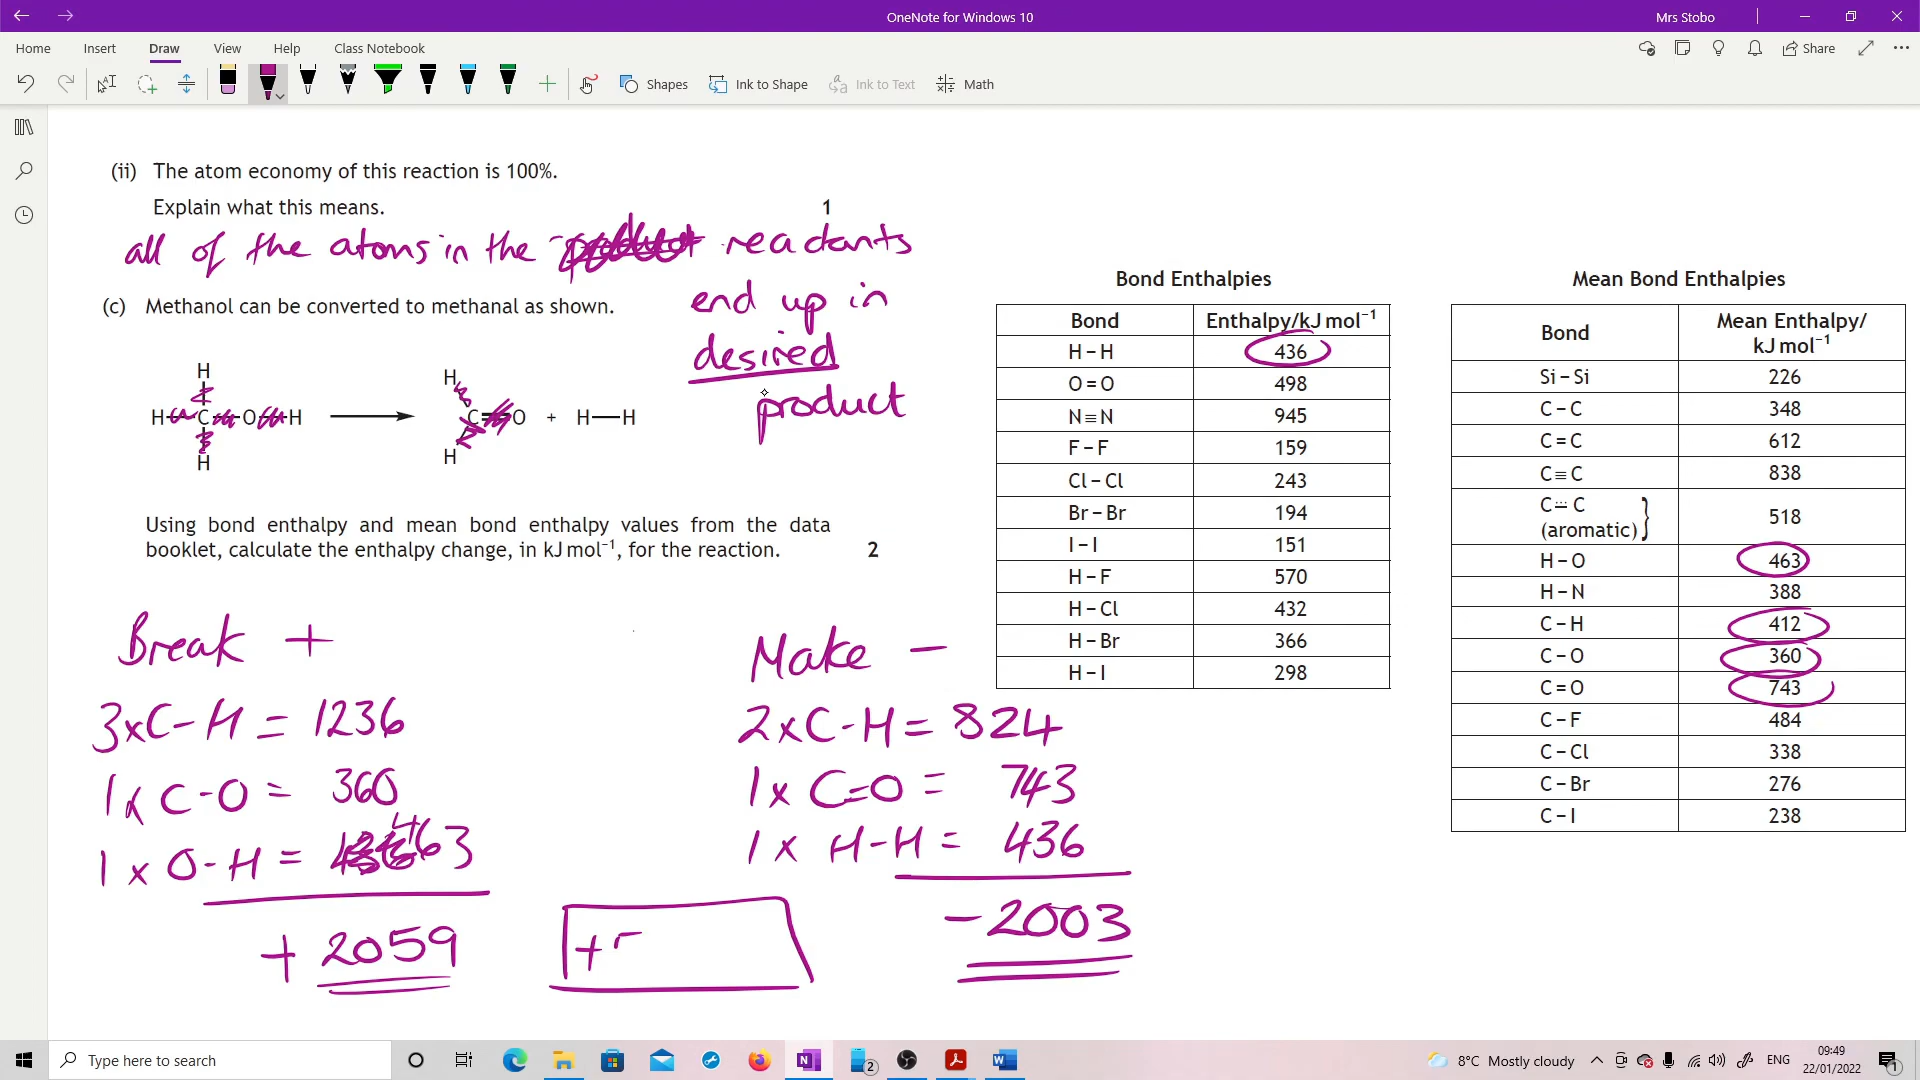 OneNote for Windows 10
Mrs Stobo
Home Insert Draw View Help Class Notebook
Share
Shapes Ink to Shape Ink to Text Math
(ii) The atom economy of this reaction is 100%.
Explain what this means. 1
all of the atoms in the reactants
end up in
desired
product
(c) Methanol can be converted to methanal as shown.
H
H C O H
H
H
C O + H — H
H
Using bond enthalpy and mean bond enthalpy values from the data
booklet, calculate the enthalpy change, in kJ mol⁻¹, for the reaction. 2
Break +
3xC-H = 1236
1x C-O = 360
1 x O-H = 463
+ 2059
Make -
2xC-H = 824
1x C=O = 743
1x H-H = 436
-2003
+
Bond Enthalpies
Bond Enthalpy/kJ mol⁻¹
H – H 436
O = O 498
N ≡ N 945
F – F 159
Cl – Cl 243
Br – Br 194
I – I 151
H – F 570
H – Cl 432
H – Br 366
H – I 298
Mean Bond Enthalpies
Bond Mean Enthalpy/
kJ mol⁻¹
Si – Si 226
C – C 348
C = C 612
C ≡ C 838
C ⋯ C
(aromatic) 518
H – O 463
H – N 388
C – H 412
C – O 360
C = O 743
C – F 484
C – Cl 338
C – Br 276
C – I 238
Type here to search
2
8°C Mostly cloudy
ENG
09:49
22/01/2022
1